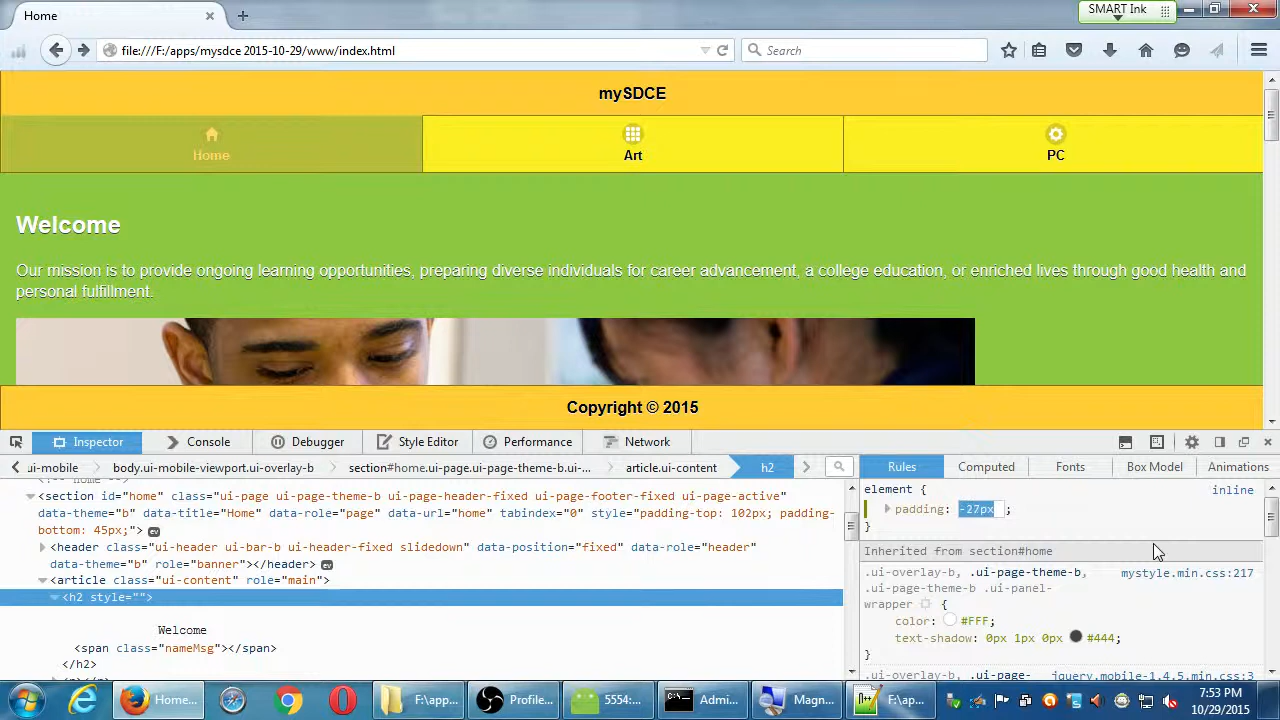 Home
SMART Ink
file:///F:/apps/mysdce 2015-10-29/www/index.html
Search
mySDCE
Home
Art
PC
Welcome
Our mission is to provide ongoing learning opportunities, preparing diverse individuals for career advancement, a college education, or enriched lives through good health and
personal fulfillment.
Copyright © 2015
Inspector
Console
Debugger
Style Editor
Performance
Network
.ui-mobile
body.ui-mobile-viewport.ui-overlay-b
section#home.ui-page.ui-page-theme-b.ui-...
article.ui-content
h2
Rules
Computed
Fonts
Box Model
Animations
<section id="home" class="ui-page ui-page-theme-b ui-page-header-fixed ui-page-footer-fixed ui-page-active"
data-theme="b" data-title="Home" data-role="page" data-url="home" tabindex="0" style="padding-top: 102px; padding-
bottom: 45px;"> ev
<header class="ui-header ui-bar-b ui-header-fixed slidedown" data-position="fixed" data-role="header"
data-theme="b" role="banner"></header> ev
<article class="ui-content" role="main">
<h2 style="">
Welcome
<span class="nameMsg"></span>
</h2>
element {
inline
padding: -27px ;
}
Inherited from section#home
.ui-overlay-b, .ui-page-theme-b,
mystyle.min.css:217
.ui-page-theme-b .ui-panel-
wrapper {
color: #FFF;
text-shadow: 0px 1px 0px #444;
}
.ui-overlay-b, .ui-page-
jquery.mobile-1.4.5.min.css:3
Home...
F:\app...
Profile...
5554:...
Admi...
Magn...
F:\ap...
7:53 PM
10/29/2015